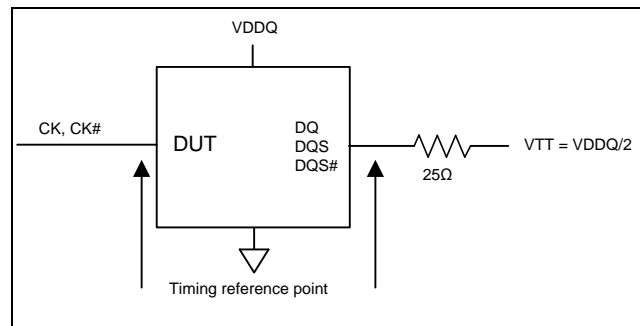 VDDQ
CK, CK#
DUT
DQ
DQS
DQS#
VTT = VDDQ/2
25Ω
Timing reference point